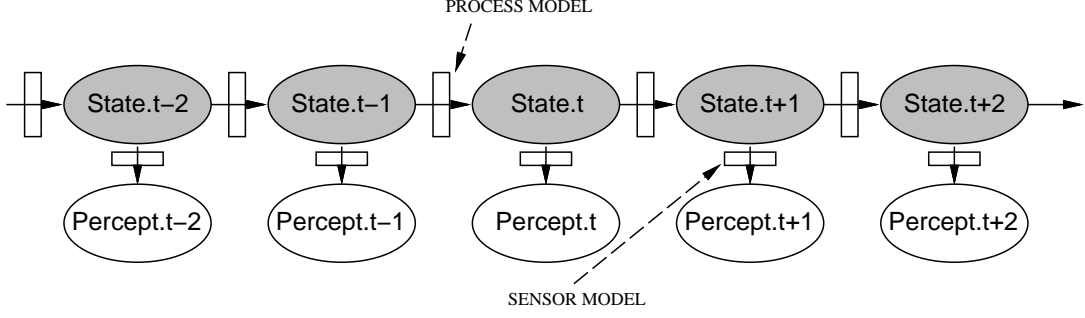 PROCESS MODEL
State.t−2 State.t−1 State.t State.t+1 State.t+2
Percept.t−2 Percept.t−1 Percept.t Percept.t+1 Percept.t+2
SENSOR MODEL